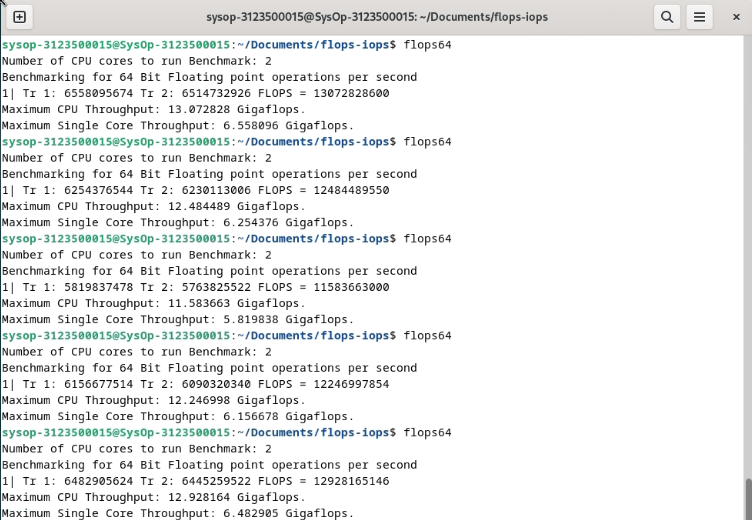 sysop-3123500015@SysOp-3123500015: ~/Documents/flops-iops
sysop-3123500015@SysOp-3123500015:~/Documents/flops-iops$ flops64
Number of CPU cores to run Benchmark: 2
Benchmarking for 64 Bit Floating point operations per second
1| Tr 1: 6558095674 Tr 2: 6514732926 FLOPS = 13072828600
Maximum CPU Throughput: 13.072828 Gigaflops.
Maximum Single Core Throughput: 6.558096 Gigaflops.
sysop-3123500015@SysOp-3123500015:~/Documents/flops-iops$ flops64
Number of CPU cores to run Benchmark: 2
Benchmarking for 64 Bit Floating point operations per second
1| Tr 1: 6254376544 Tr 2: 6230113006 FLOPS = 12484489550
Maximum CPU Throughput: 12.484489 Gigaflops.
Maximum Single Core Throughput: 6.254376 Gigaflops.
sysop-3123500015@SysOp-3123500015:~/Documents/flops-iops$ flops64
Number of CPU cores to run Benchmark: 2
Benchmarking for 64 Bit Floating point operations per second
1| Tr 1: 5819837478 Tr 2: 5763825522 FLOPS = 11583663000
Maximum CPU Throughput: 11.583663 Gigaflops.
Maximum Single Core Throughput: 5.819838 Gigaflops.
sysop-3123500015@SysOp-3123500015:~/Documents/flops-iops$ flops64
Number of CPU cores to run Benchmark: 2
Benchmarking for 64 Bit Floating point operations per second
1| Tr 1: 6156677514 Tr 2: 6090320340 FLOPS = 12246997854
Maximum CPU Throughput: 12.246998 Gigaflops.
Maximum Single Core Throughput: 6.156678 Gigaflops.
sysop-3123500015@SysOp-3123500015:~/Documents/flops-iops$ flops64
Number of CPU cores to run Benchmark: 2
Benchmarking for 64 Bit Floating point operations per second
1| Tr 1: 6482905624 Tr 2: 6445259522 FLOPS = 12928165146
Maximum CPU Throughput: 12.928164 Gigaflops.
Maximum Single Core Throughput: 6.482905 Gigaflops.